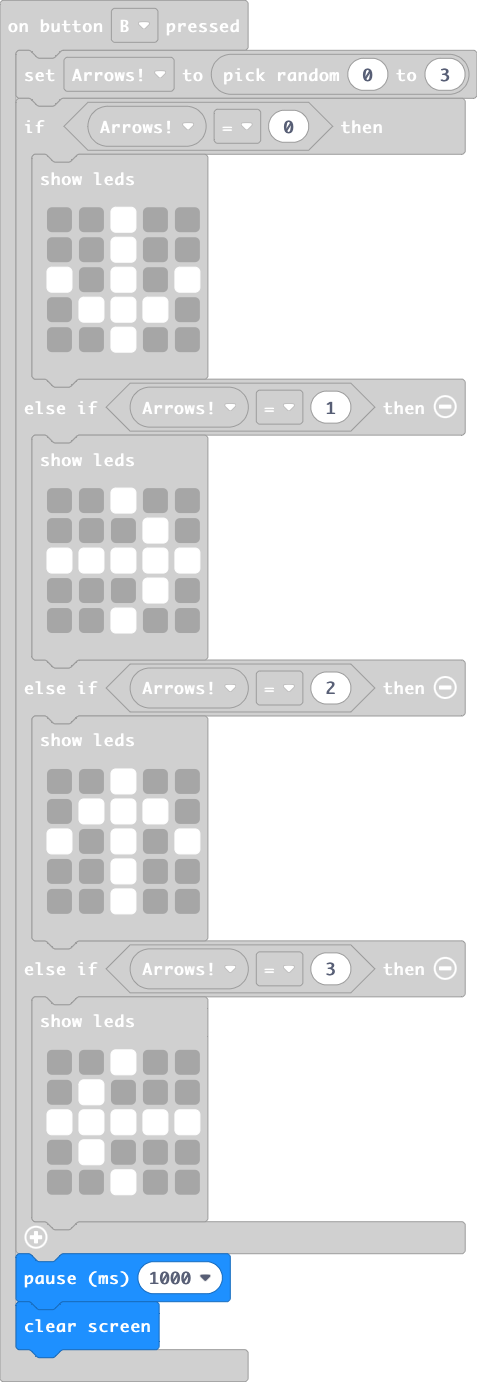 on button B pressed
set Arrows! to pick random 0 to 3
if Arrows! = 0 then
show leds
else if Arrows! = 1 then
show leds
else if Arrows! = 2 then
show leds
else if Arrows! = 3 then
show leds
pause (ms) 1000
clear screen